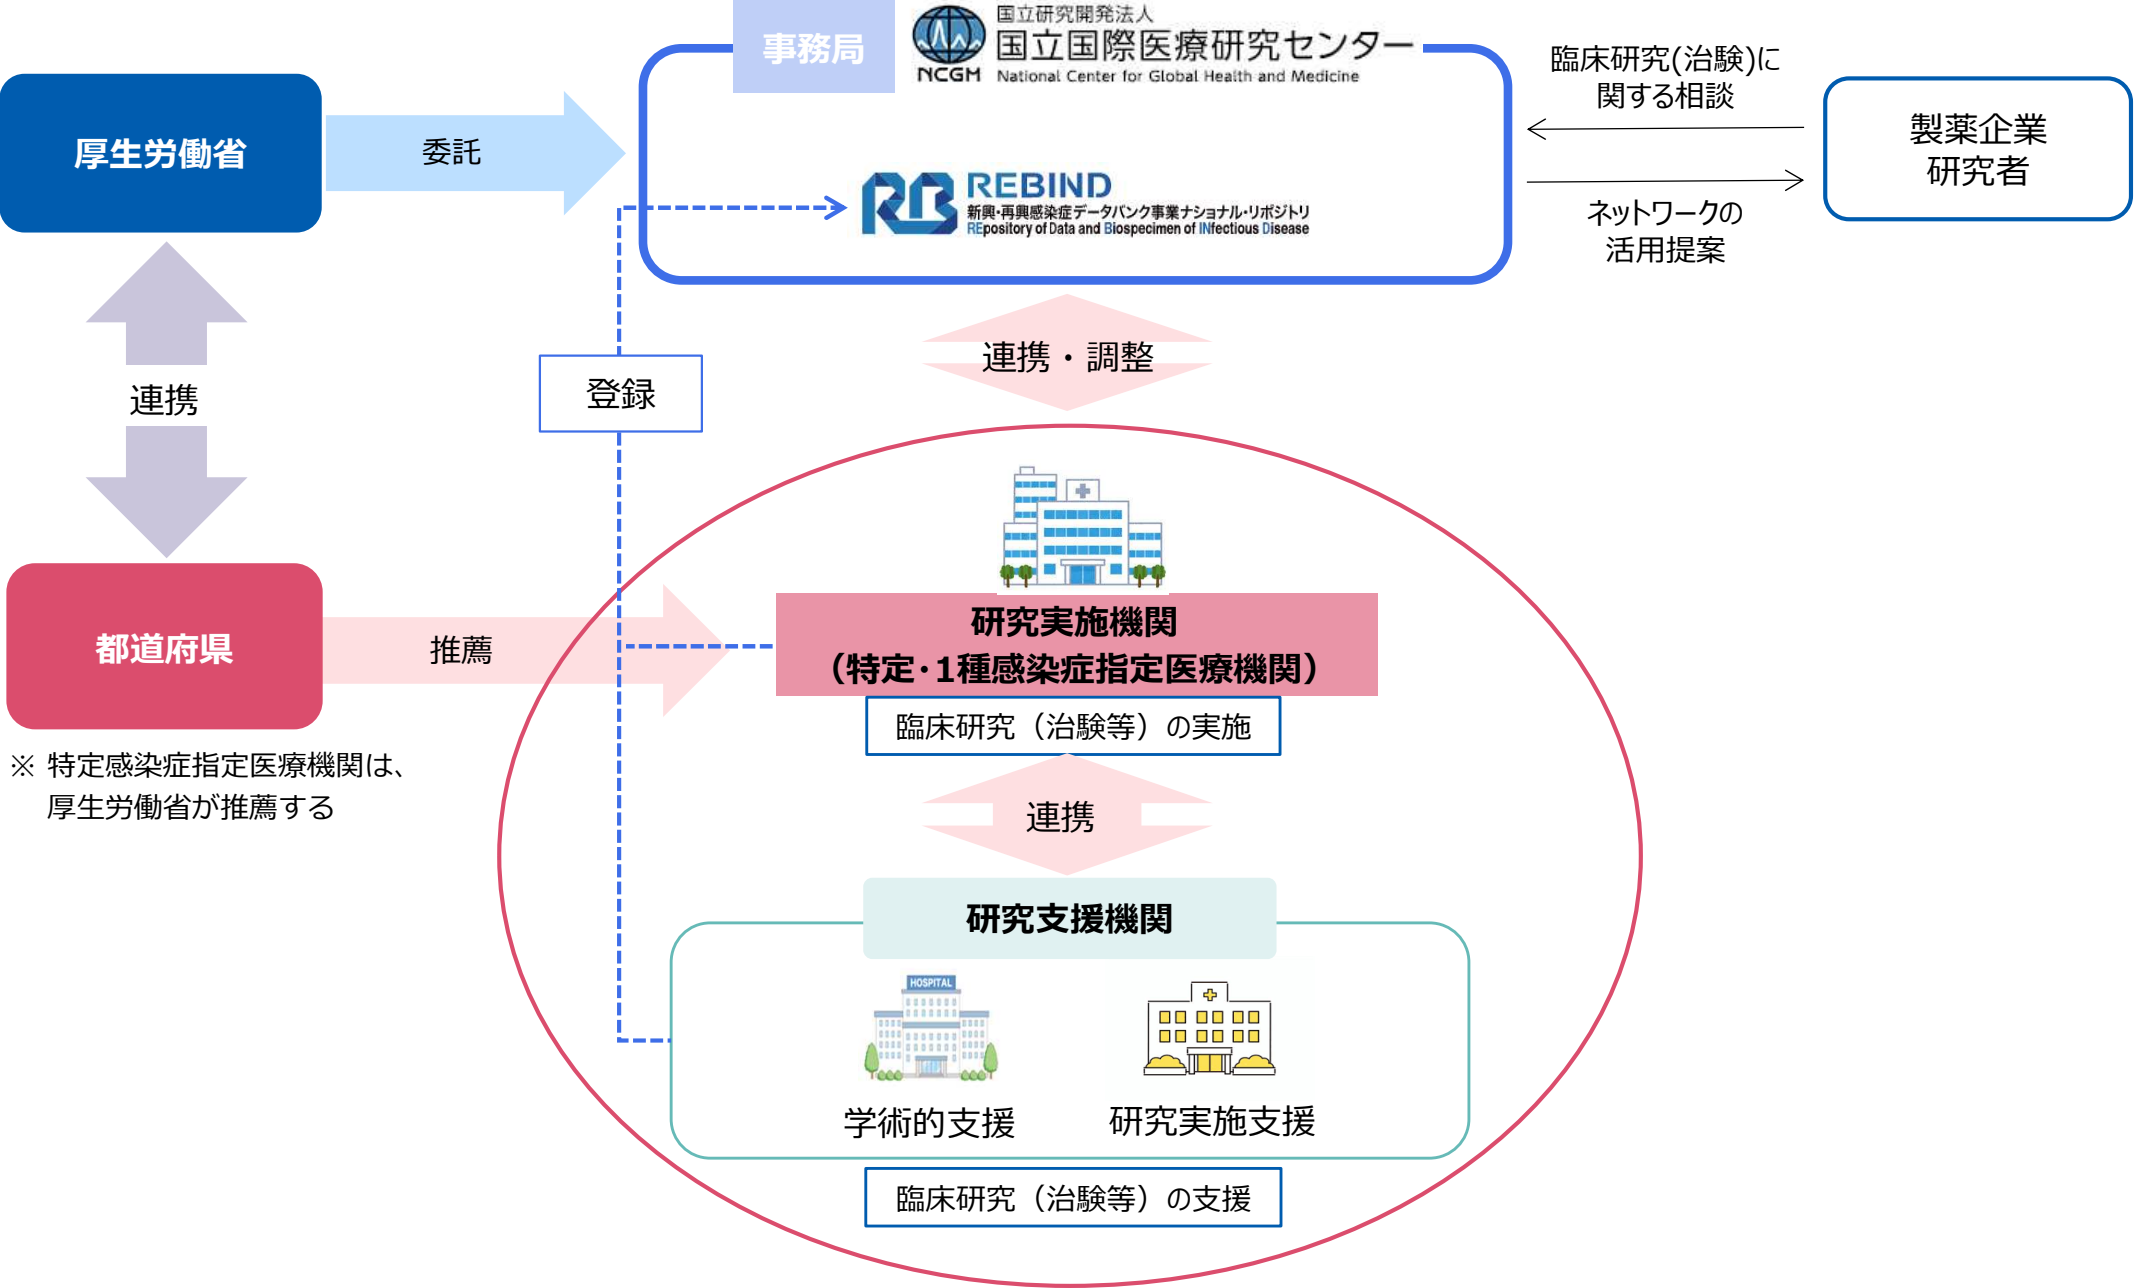 事務局
国立研究開発法人
国立国際医療研究センター
NCGM
National Center for Global Health and Medicine
厚生労働省
委託
REBIND
新興・再興感染症データバンク事業ナショナル・リポジトリ
REpository of Data and Biospecimen of INfectious Disease
臨床研究(治験)に
関する相談
製薬企業
研究者
ネットワークの
活用提案
連携・調整
登録
連携
都道府県
推薦
※ 特定感染症指定医療機関は、
厚生労働省が推薦する
研究実施機関
（特定・1種感染症指定医療機関）
臨床研究（治験等）の実施
連携
研究支援機関
HOSPITAL
学術的支援
研究実施支援
臨床研究（治験等）の支援